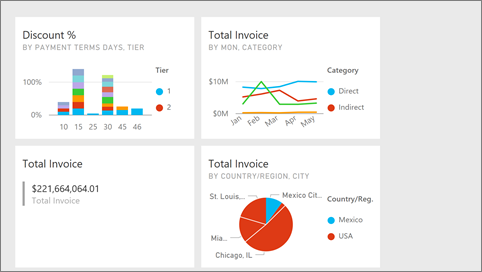 Discount %
BY PAYMENT TERMS DAYS, TIER
100%
0%
10 15 25 30 45 46
Tier
1
2
Total Invoice
BY MON, CATEGORY
$10M
$0M
Jan Feb Mar Apr May
Category
Direct
Indirect
Total Invoice
$221,664,064.01
Total Invoice
Total Invoice
BY COUNTRY/REGION, CITY
St. Louis,...
Mexico Cit...
Mia...
Chicago, IL
Country/Reg.
Mexico
USA